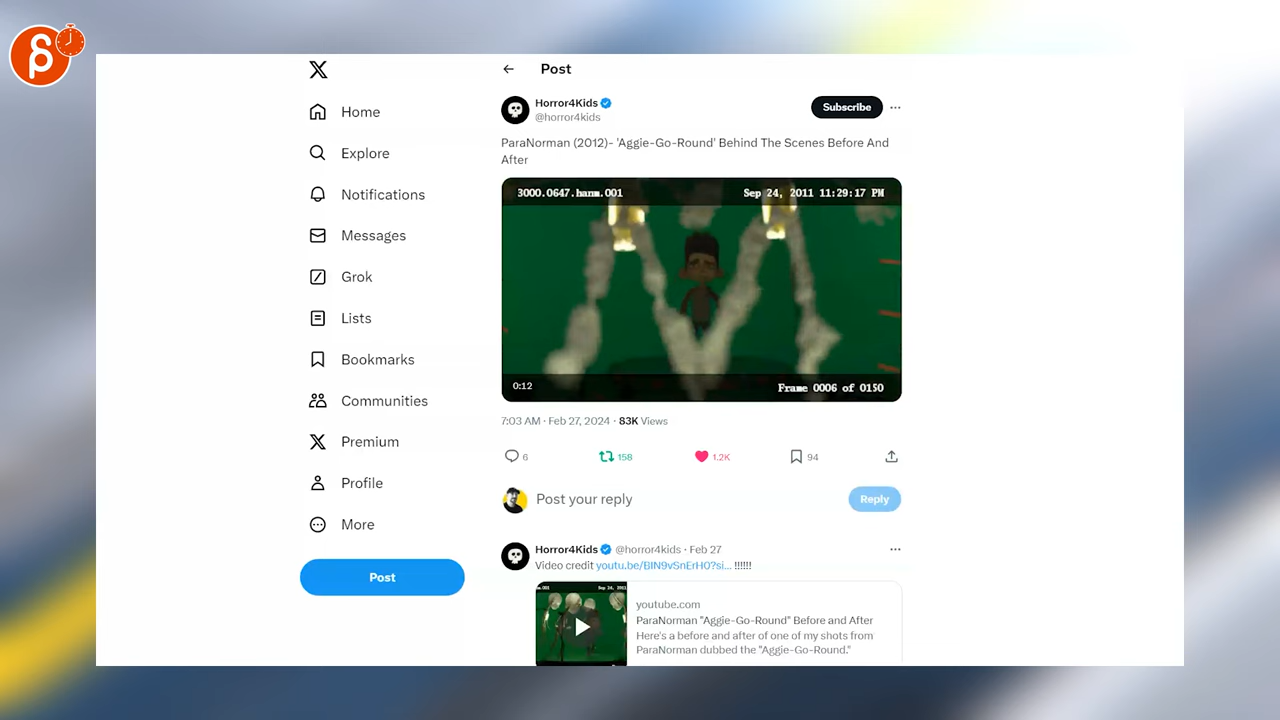 Post
Home
Explore
Notifications
Messages
Grok
Lists
Bookmarks
Communities
Premium
Profile
More
Post
Horror4Kids
@horror4kids
Subscribe
ParaNorman (2012)- 'Aggie-Go-Round' Behind The Scenes Before And
After
3000.0647.hanm.001 Sep 24, 2011 11:29:17 PM
0:12 Frame 0006 of 0150
7:03 AM · Feb 27, 2024 · 83K Views
6 158 1.2K 94
Post your reply
Reply
Horror4Kids @horror4kids · Feb 27
Video credit youtu.be/BIN9vSnErH0?si... !!!!!!
youtube.com
ParaNorman "Aggie-Go-Round" Before and After
Here's a before and after of one of my shots from
ParaNorman dubbed the "Aggie-Go-Round."